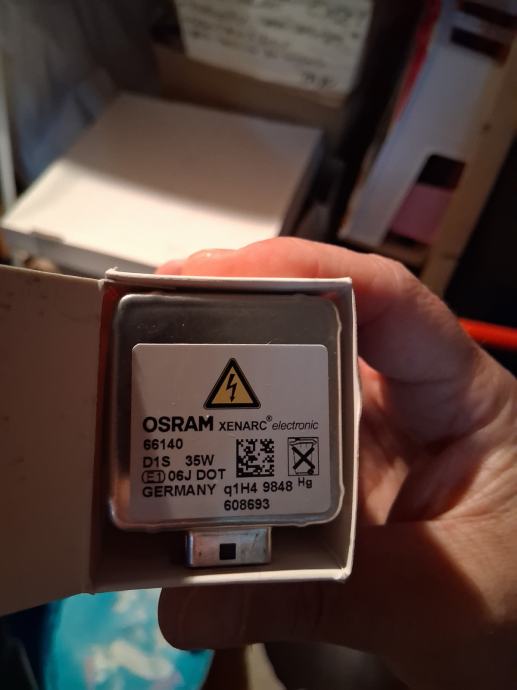 OSRAM XENARC® electronic
66140
D1S 35W
E1 06J DOT
GERMANY q1H4 9848 Hg
608693